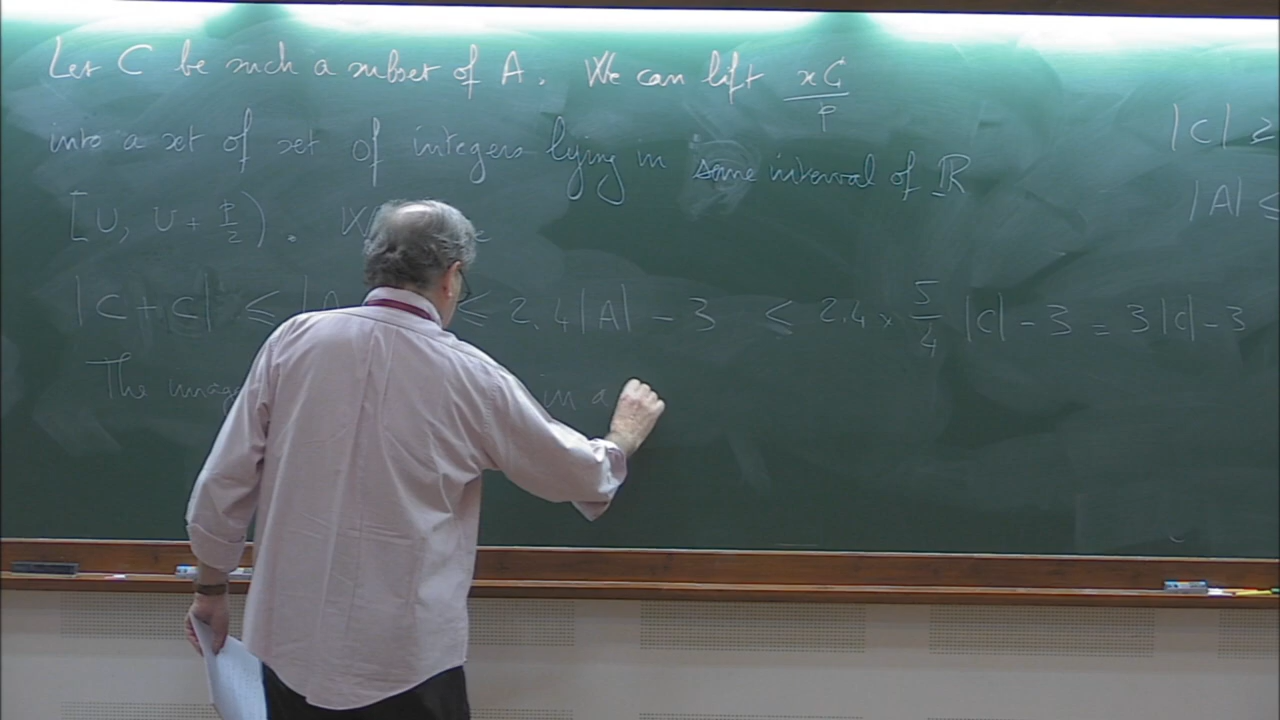 Let C be such a subset of A. We can lift xC/p
into a set of set of integers lying in some interval of ℝ
[U, U + p/2).
|C + C| ≤ |A ≤ 2.4|A| - 3 ≤ 2.4 × 5/4 |C| - 3 = 3|C| - 3
The in a
|C| ≥
|A| ≤